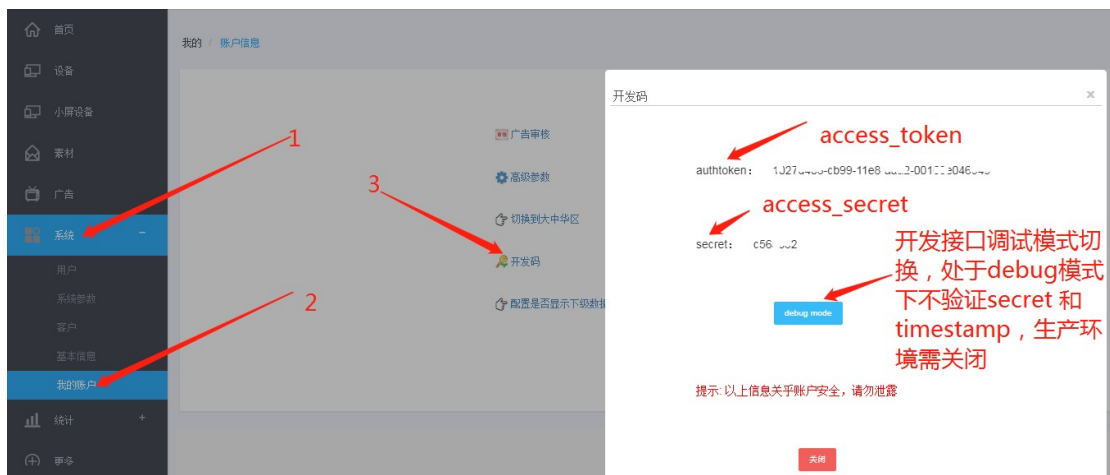 首页
设备
小屏设备
素材
广告
系统
-
用户
系统参数
客户
基本信息
我的账户
统计
+
更多
我的 / 账户信息
1
2
3
广告审核
高级参数
切换到大中华区
开发码
配置是否显示下级数据
开发码
×
access_token
authtoken：
access_secret
secret：
开发接口调试模式切
换，处于debug模式
下不验证secret 和
timestamp，生产环
境需关闭
debug mode
提示:以上信息关乎账户安全，请勿泄露
关闭